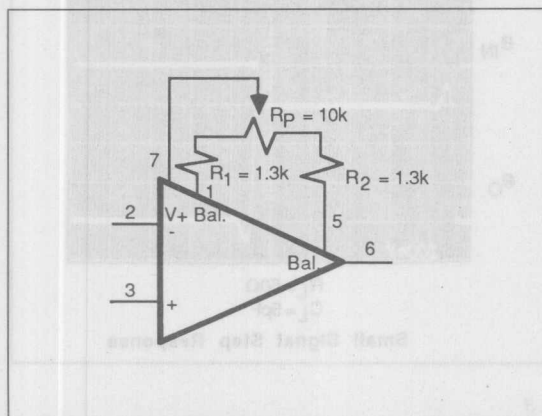 R_P = 10k
7
R_1 = 1.3k
R_2 = 1.3k
1
2
V+ Bal.
5
-
Bal.
6
3
+
Small Signal Step Response